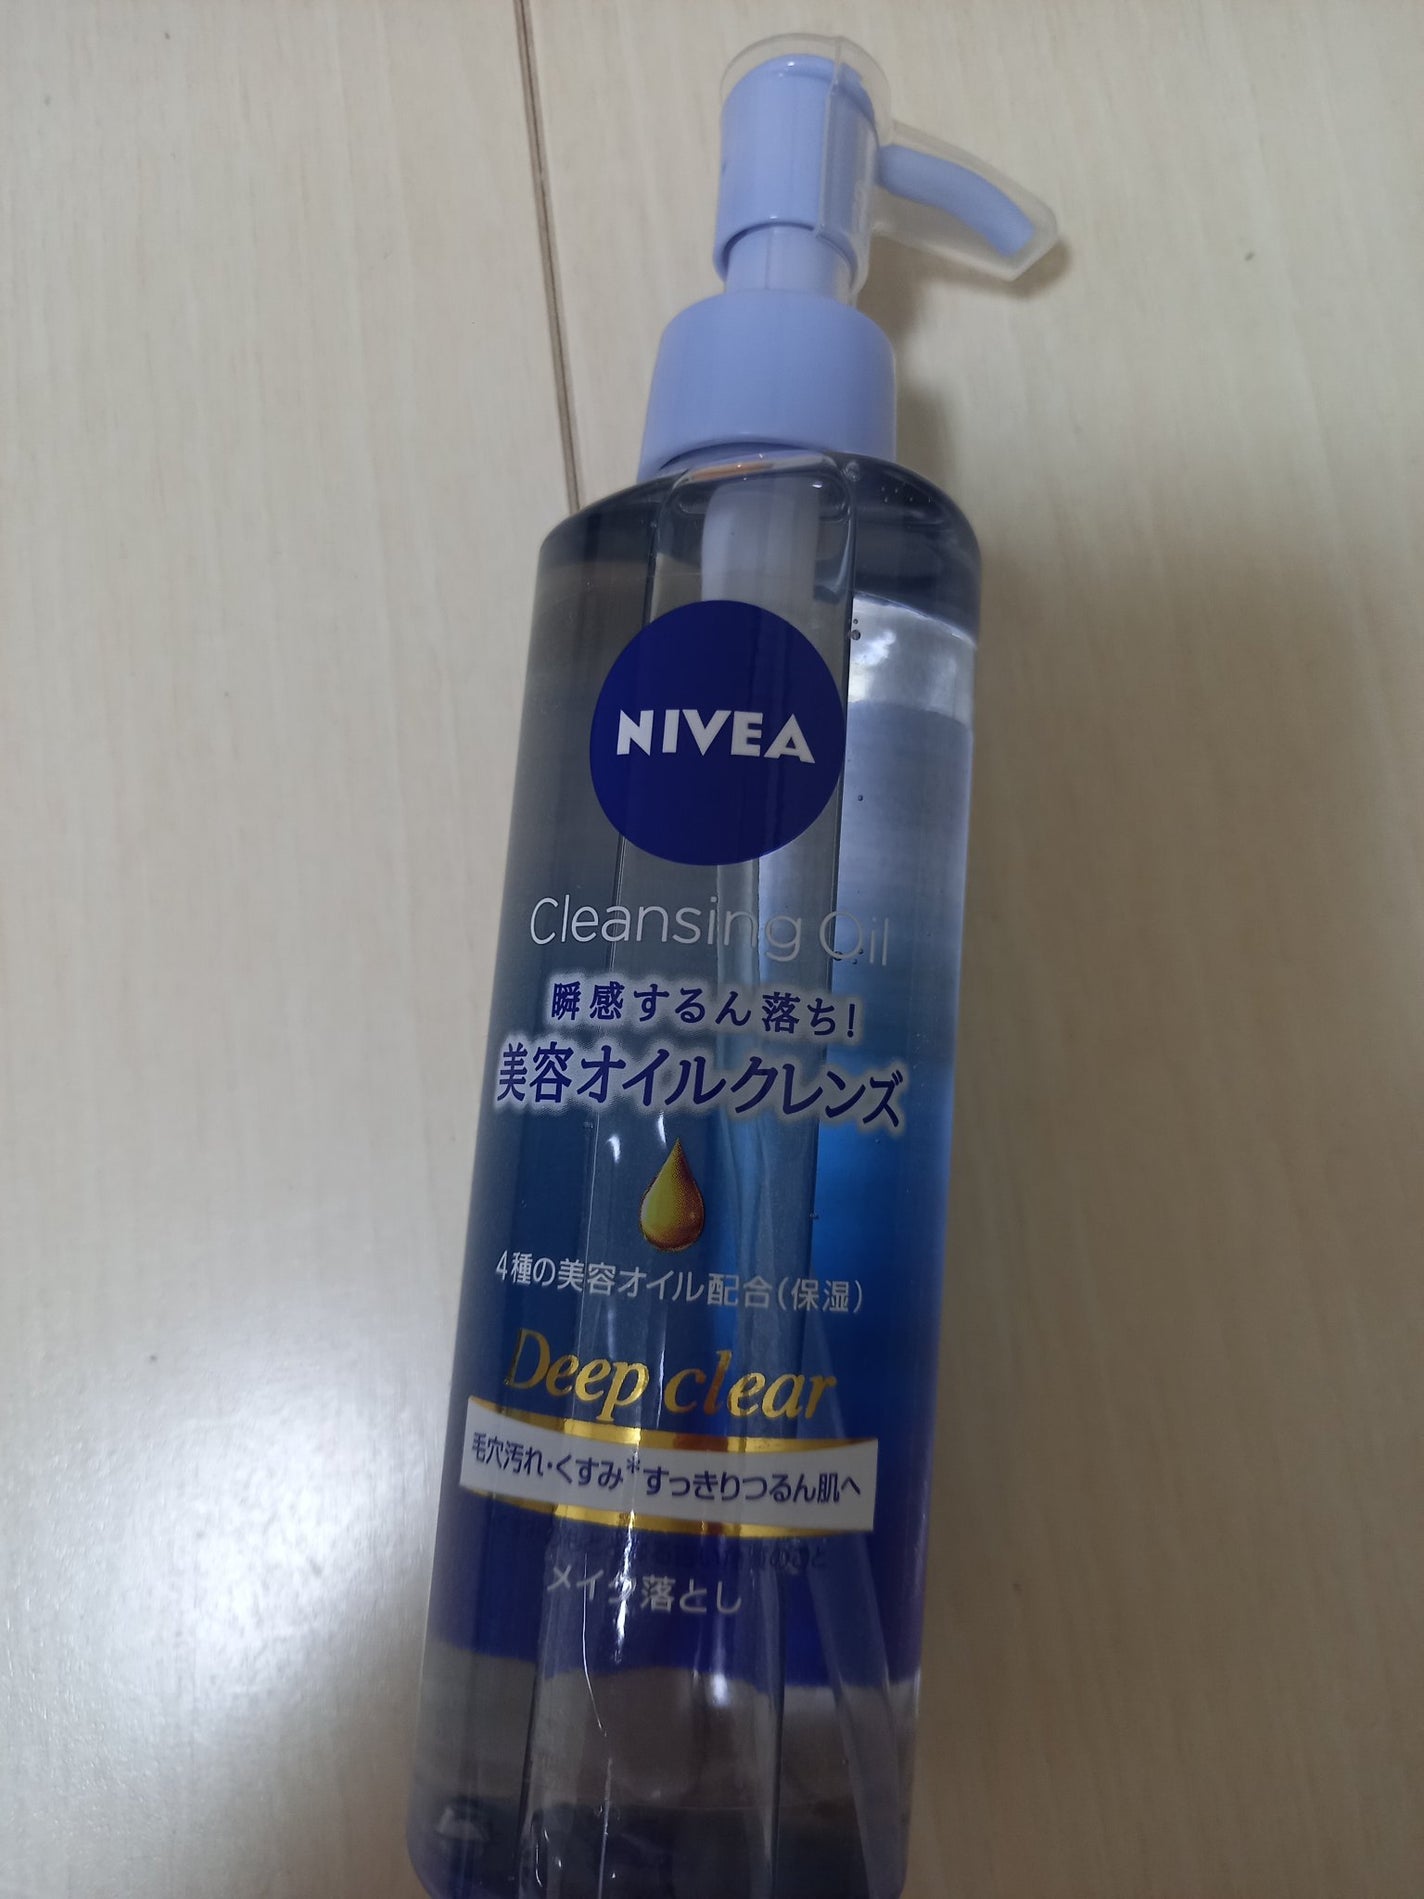 NIVEA
Cleansing Oil
瞬感するん落ち!
美容オイルクレンズ
4種の美容オイル配合(保湿)
Deep clear
毛穴汚れ・くすみ*すっきりつるん肌へ
メイク落とし